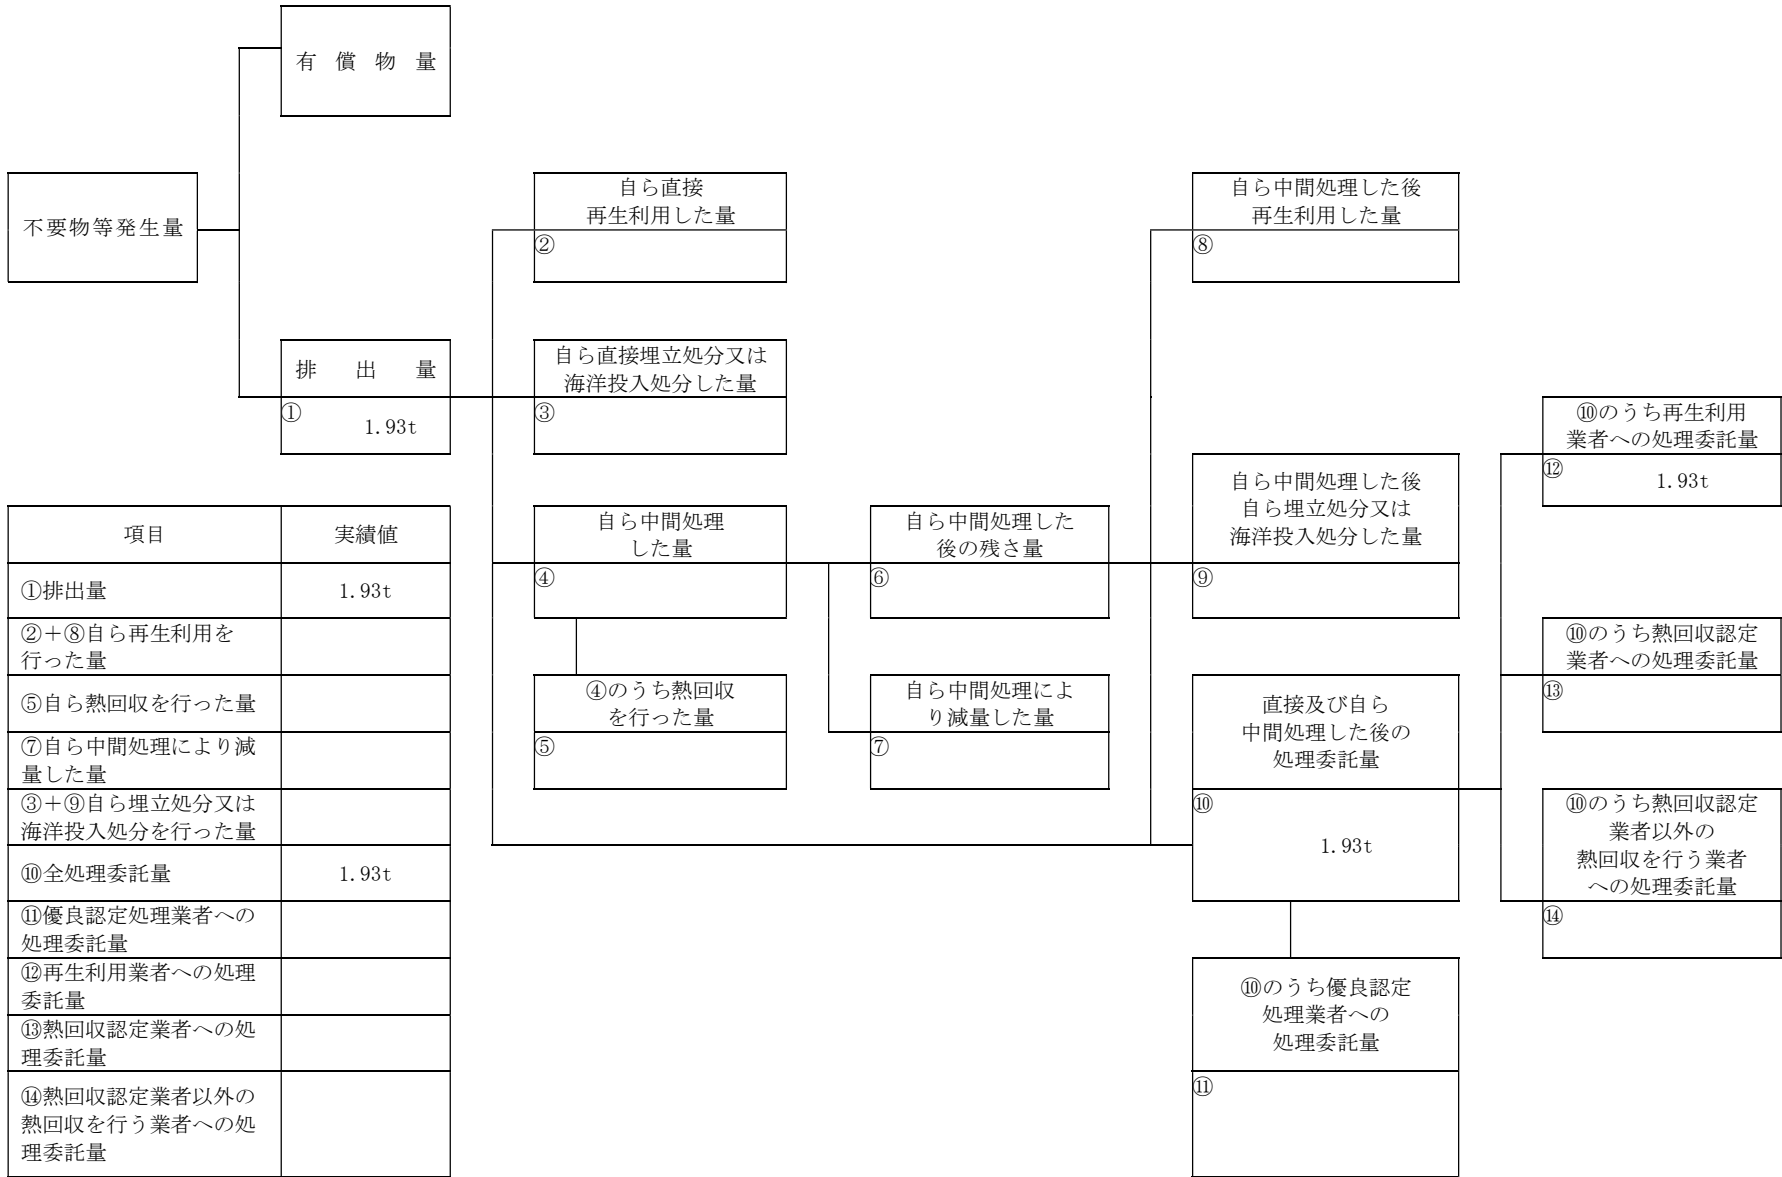 有償物量
不要物等発生量
自ら直接
再生利用した量
②
自ら中間処理した後
再生利用した量
⑧
排出量
①
1.93t
自ら直接埋立処分又は
海洋投入処分した量
③
⑩のうち再生利用
業者への処理委託量
⑫
1.93t
自ら中間処理
した量
④
自ら中間処理した
後の残さ量
⑥
自ら中間処理した後
自ら埋立処分又は
海洋投入処分した量
⑨
⑩のうち熱回収認定
業者への処理委託量
⑬
④のうち熱回収
を行った量
⑤
自ら中間処理によ
り減量した量
⑦
直接及び自ら
中間処理した後の
処理委託量
⑩
1.93t
⑩のうち熱回収認定
業者以外の
熱回収を行う業者
への処理委託量
⑭
⑩のうち優良認定
処理業者への
処理委託量
⑪
項目 実績値
①排出量 1.93t
②＋⑧自ら再生利用を
行った量
⑤自ら熱回収を行った量
⑦自ら中間処理により減
量した量
③＋⑨自ら埋立処分又は
海洋投入処分を行った量
⑩全処理委託量 1.93t
⑪優良認定処理業者への
処理委託量
⑫再生利用業者への処理
委託量
⑬熱回収認定業者への処
理委託量
⑭熱回収認定業者以外の
熱回収を行う業者への処
理委託量